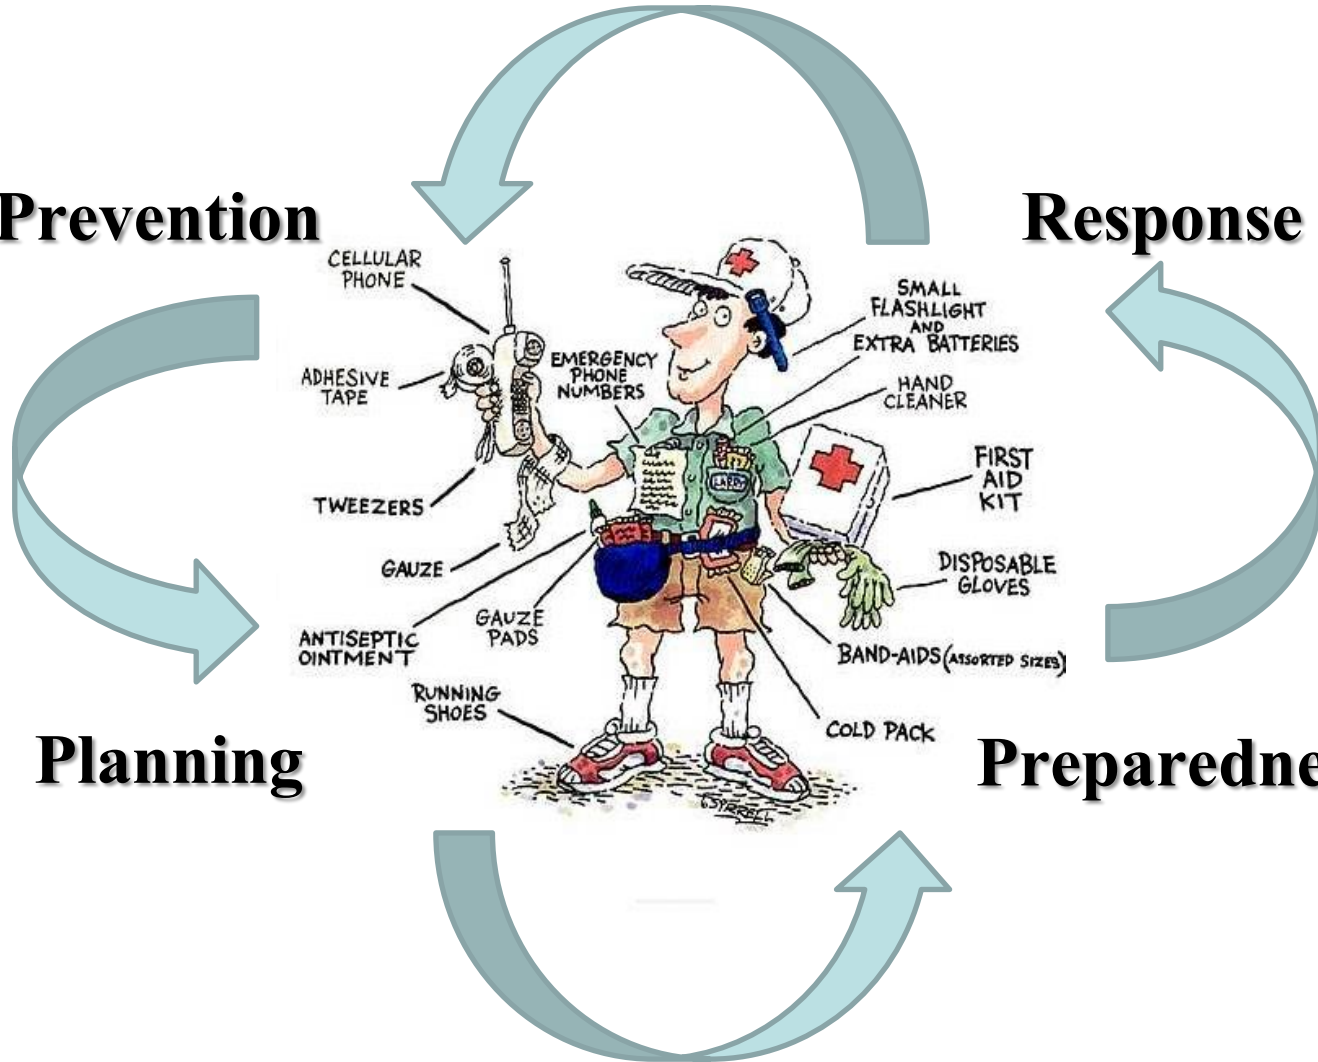 Prevention
Response
CELLULAR
PHONE
SMALL
FLASHLIGHT
AND
EXTRA BATTERIES
EMERGENCY
PHONE
NUMBERS
ADHESIVE
TAPE
HAND
CLEANER
FIRST
AID
KIT
TWEEZERS
GAUZE
DISPOSABLE
GLOVES
GAUZE
PADS
ANTISEPTIC
OINTMENT
BAND-AIDS (ASSORTED SIZES)
RUNNING
SHOES
COLD PACK
Planning
Preparedne